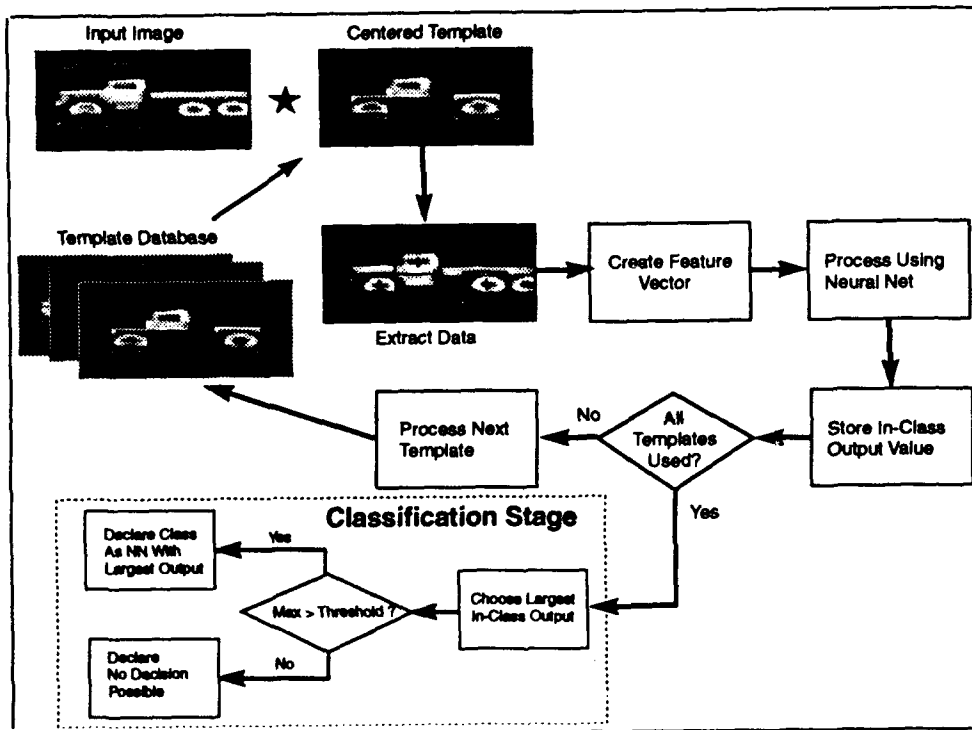 Input Image
Centered Template
Template Database
Extract Data
Create Feature
Vector
Process Using
Neural Net
Store In-Class
Output Value
All
Templates
Used?
No
Process Next
Template
Yes
Classification Stage
Choose Largest
In-Class Output
Max > Threshold ?
Yes
Declare Class
As NN With
Largest Output
No
Declare
No Decision
Possible